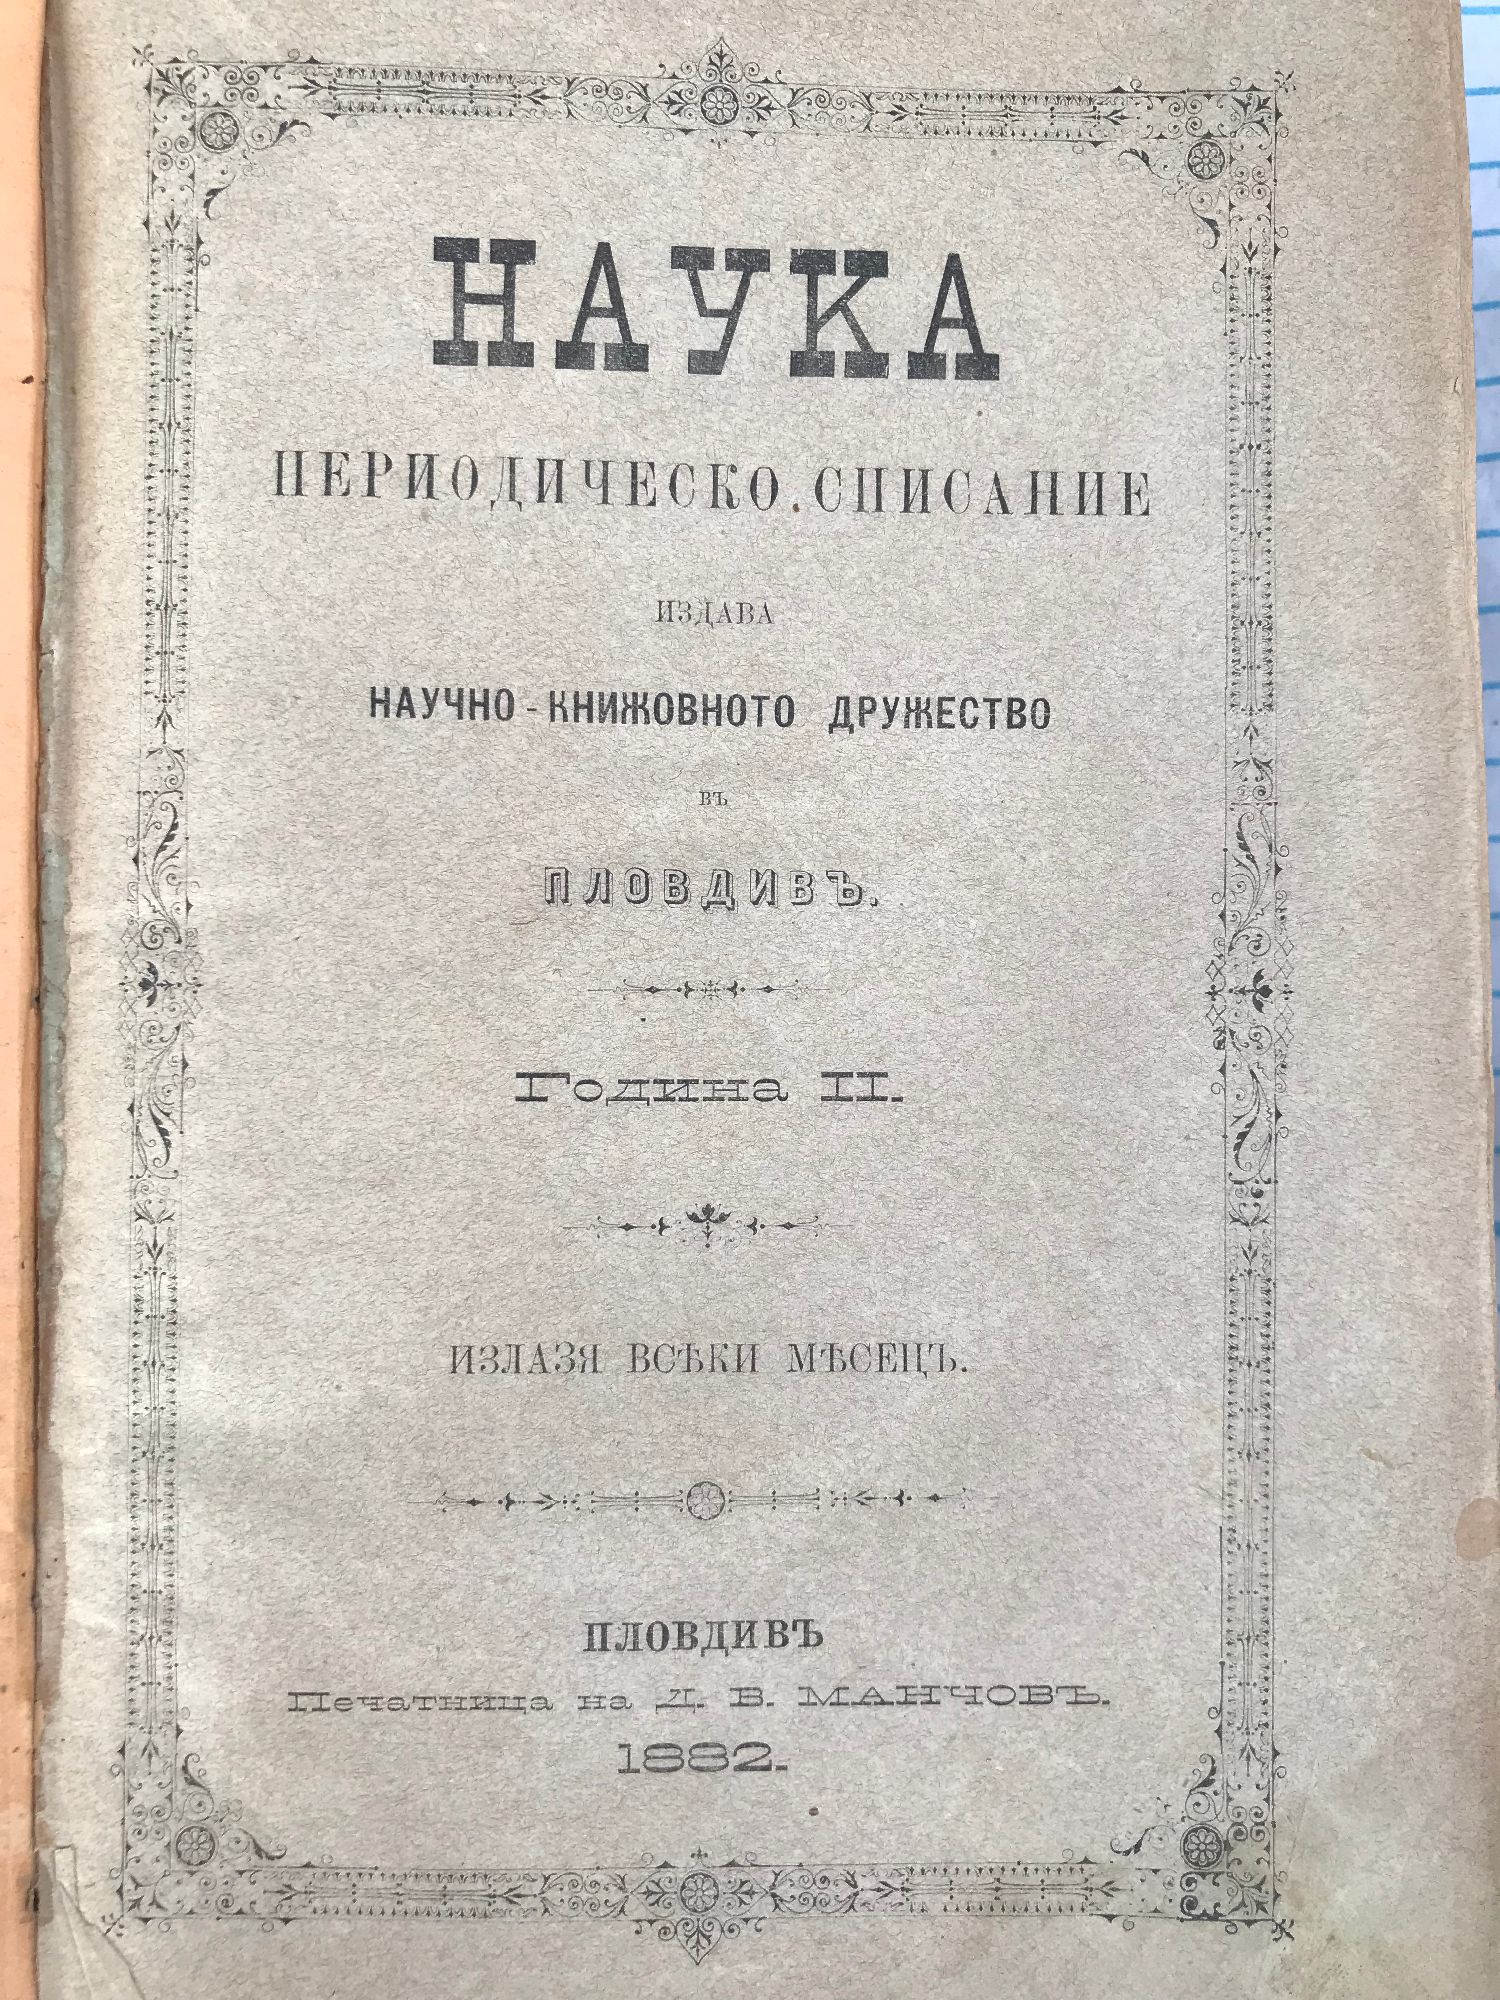 НАУКА
ПЕРИОДИЧЕСКО СПИСАНИЕ
ИЗДАВА
НАУЧНО-КНИЖОВНОТО ДРУЖЕСТВО
ВЪ
ПЛОВДИВЪ.
Година II.
ИЗЛАЗЯ ВСѢКИ МѢСЕЦЪ.
ПЛОВДИВЪ
Печатница на Д. В. МАНЧОВЪ.
1882.